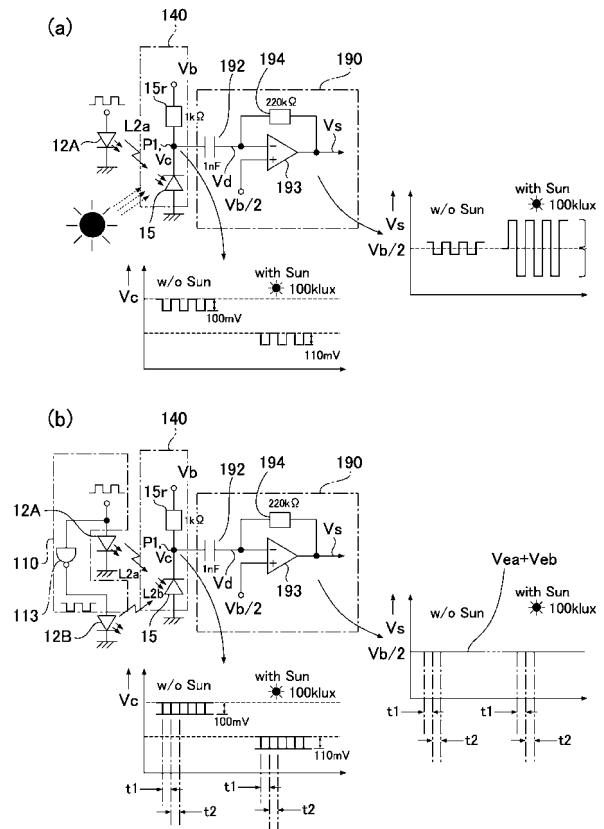 (a)
140
Vb
192
194
190
15r
220kΩ
1kΩ
L2a
12A
P1,
Vc
1nF
Vd
193
Vs
Vb/2
15
Vs
w/o Sun
with Sun
100klux
Vb/2
Vc
w/o Sun
with Sun
100klux
100mV
110mV
(b)
140
Vb
192
194
190
12A
15r
220kΩ
1kΩ
P1,
Vc
Vs
110
L2a
1nF
Vd
193
113
L2b
Vb/2
12B
15
Vea+Veb
Vs
w/o Sun
with Sun
100klux
Vb/2
t1
t1
t2
t2
Vc
w/o Sun
with Sun
100klux
100mV
110mV
t1
t1
t2
t2